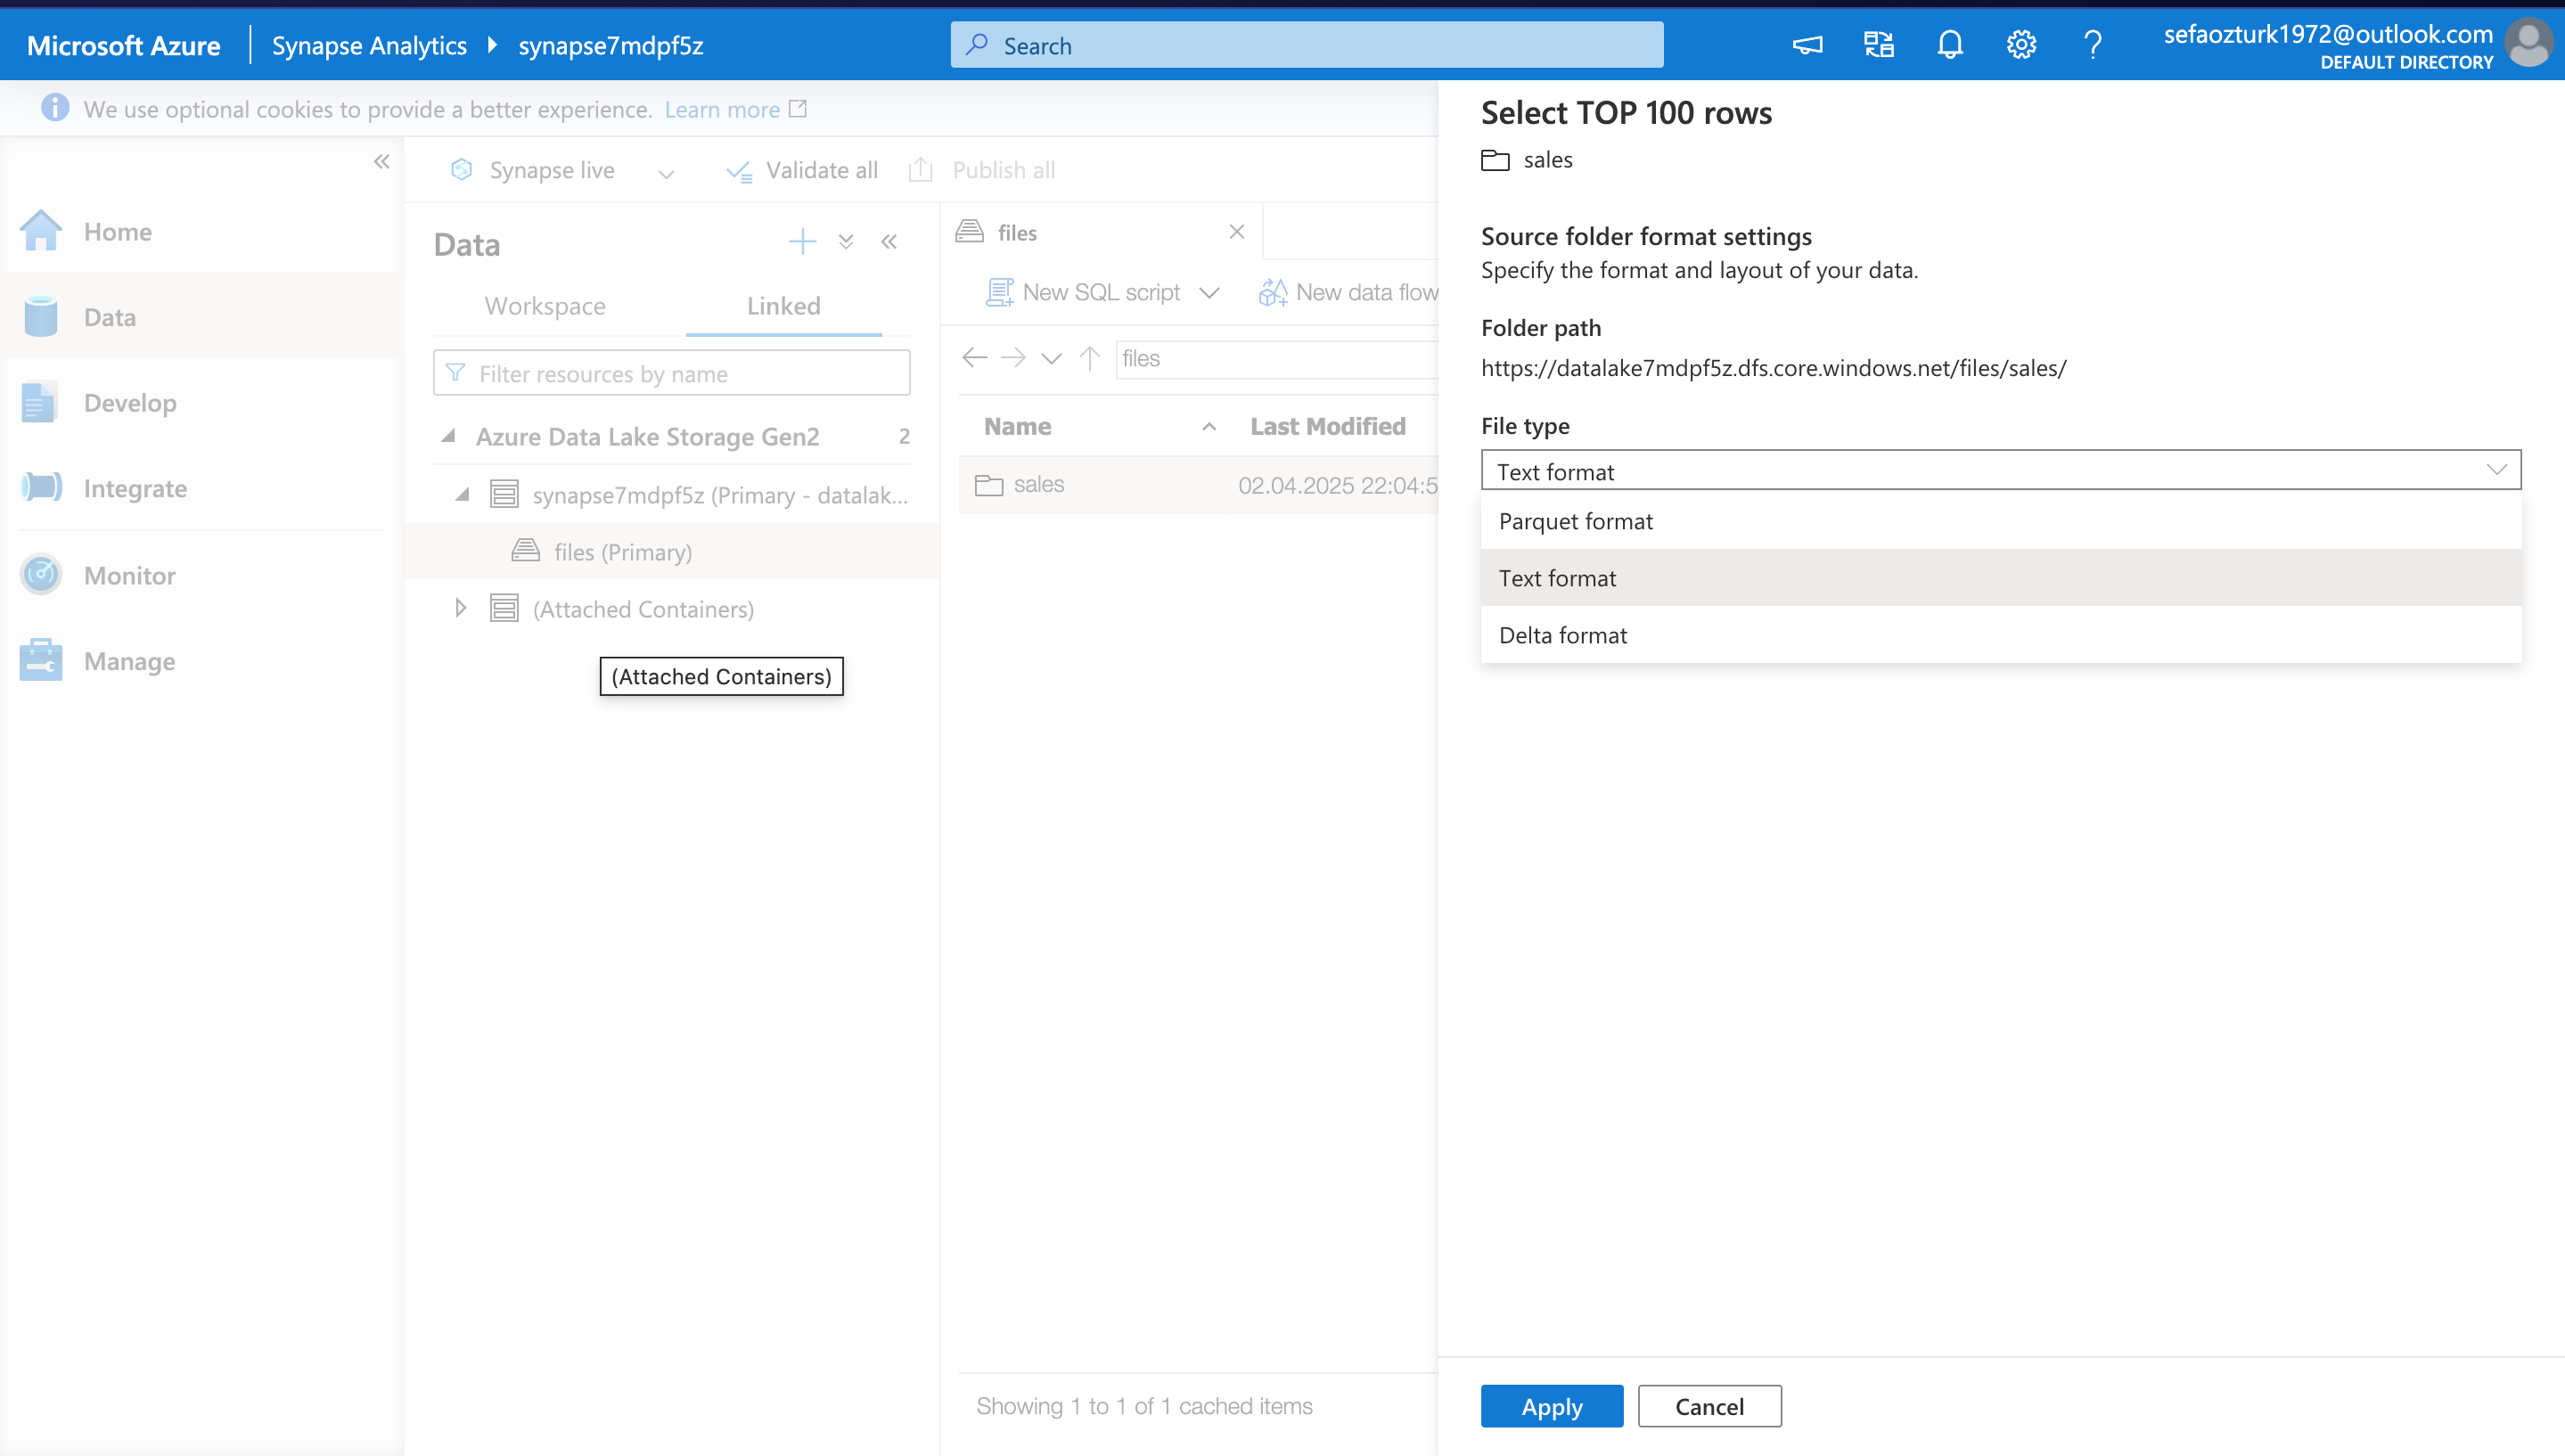 Microsoft Azure
Synapse Analytics
synapse7mdpf5z
Search
sefaozturk1972@outlook.com
DEFAULT DIRECTORY
We use optional cookies to provide a better experience. Learn more
Home
Data
Develop
Integrate
Monitor
Manage
Synapse live
Validate all
Publish all
Data
Workspace
Linked
Filter resources by name
Azure Data Lake Storage Gen2 2
synapse7mdpf5z (Primary - datalak...
files (Primary)
(Attached Containers)
(Attached Containers)
files
New SQL script
New data flow
files
Name
Last Modified
sales
02.04.2025 22:04:5
Showing 1 to 1 of 1 cached items
Select TOP 100 rows
sales
Source folder format settings
Specify the format and layout of your data.
Folder path
https://datalake7mdpf5z.dfs.core.windows.net/files/sales/
File type
Text format
Parquet format
Text format
Delta format
Apply
Cancel